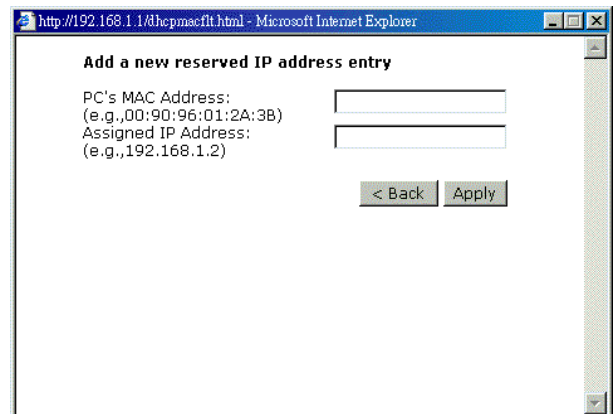 http://192.168.1.1/dhcpmacflt.html - Microsoft Internet Explorer
Add a new reserved IP address entry
PC's MAC Address:
(e.g.,00:90:96:01:2A:3B)
Assigned IP Address:
(e.g.,192.168.1.2)
< Back Apply